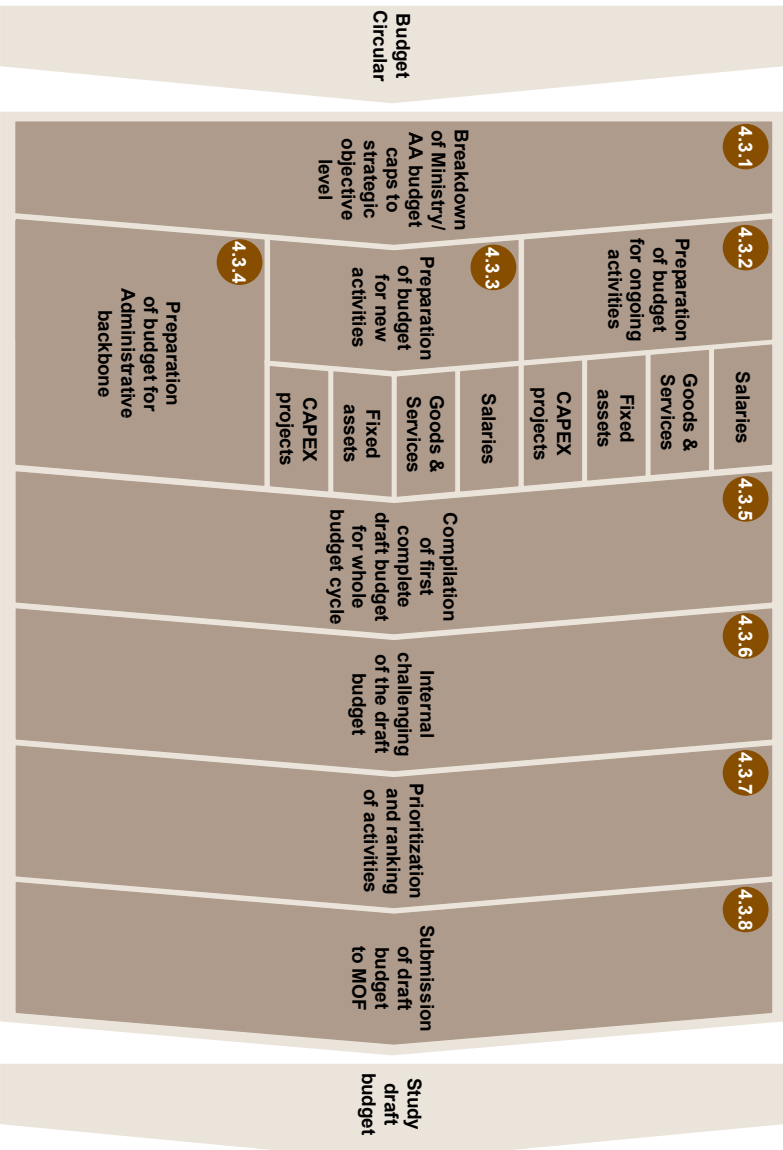 Budget
Circular
4.3.1
Breakdown
of Ministry/
AA budget
caps to
strategic
objective
level
4.3.2
Preparation
of budget
for ongoing
activities
Salaries
Goods &
Services
Fixed
assets
CAPEX
projects
4.3.3
Preparation
of budget
for new
activities
Salaries
Goods &
Services
Fixed
assets
CAPEX
projects
4.3.4
Preparation
of budget for
Administrative
backbone
4.3.5
Compilation
of first
complete
draft budget
for whole
budget cycle
4.3.6
Internal
challenging
of the draft
budget
4.3.7
Prioritization
and ranking
of activities
4.3.8
Submission
of draft
budget
to MOF
Study
draft
budget